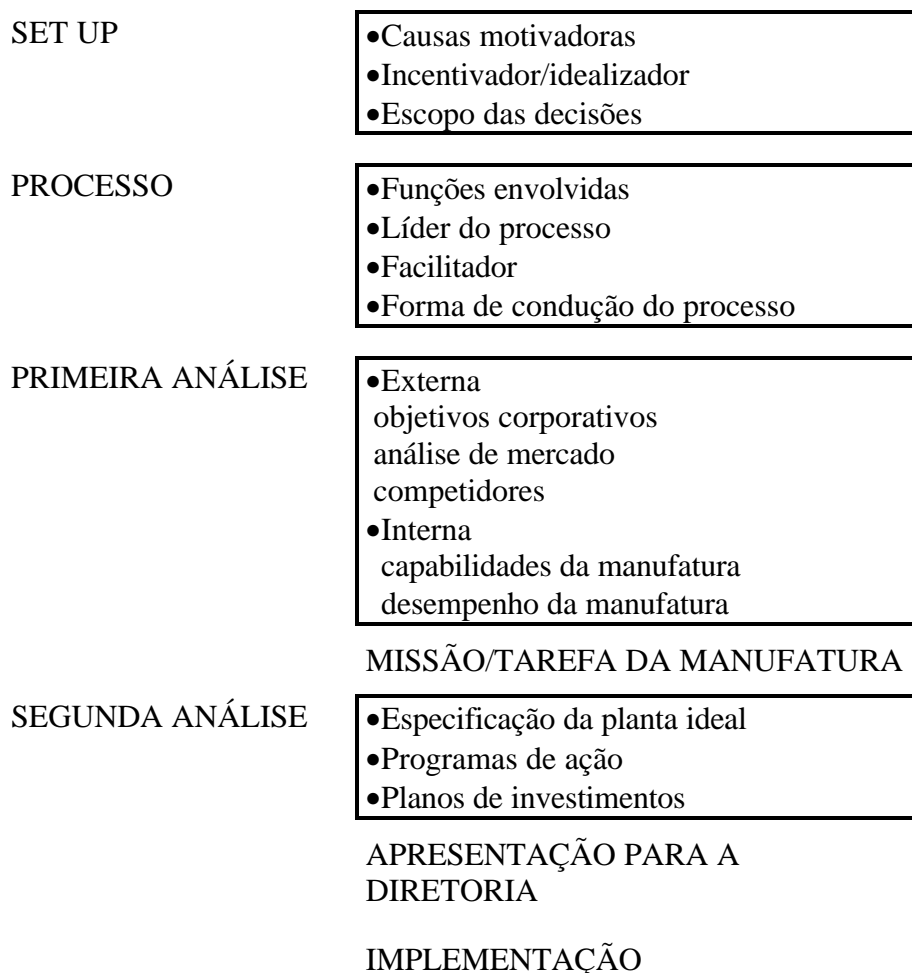 SET UP
•Causas motivadoras
•Incentivador/idealizador
•Escopo das decisões
PROCESSO
•Funções envolvidas
•Líder do processo
•Facilitador
•Forma de condução do processo
PRIMEIRA ANÁLISE
•Externa
objetivos corporativos
análise de mercado
competidores
•Interna
capabilidades da manufatura
desempenho da manufatura
MISSÃO/TAREFA DA MANUFATURA
SEGUNDA ANÁLISE
•Especificação da planta ideal
•Programas de ação
•Planos de investimentos
APRESENTAÇÃO PARA A
DIRETORIA
IMPLEMENTAÇÃO